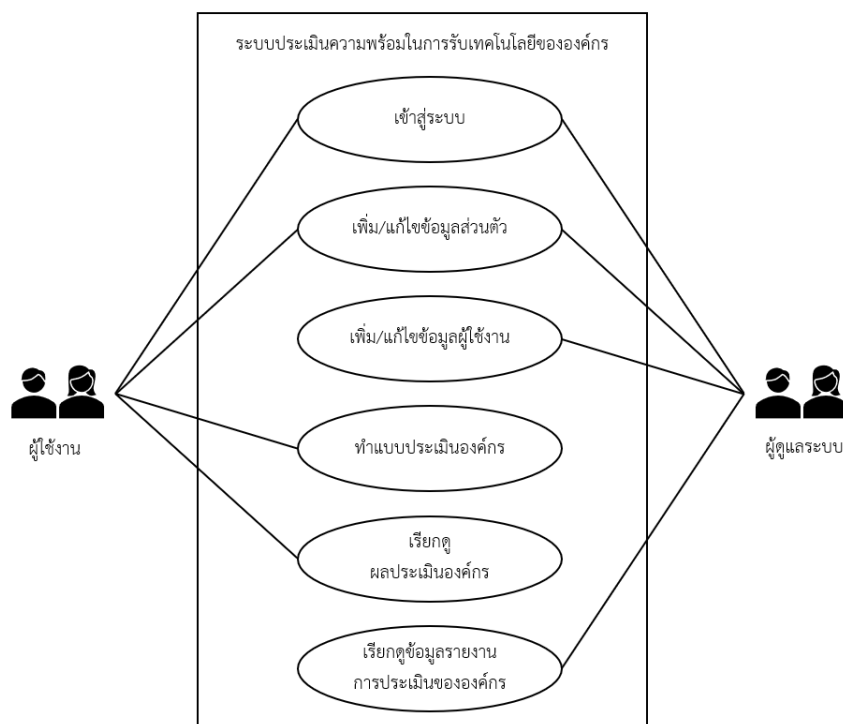 ระบบประเมินความพร้อมในการรับเทคโนโลยีขององค์กร
เข้าสู่ระบบ
เพิ่ม/แก้ไขข้อมูลส่วนตัว
เพิ่ม/แก้ไขข้อมูลผู้ใช้งาน
ทำแบบประเมินองค์กร
เรียกดู
ผลประเมินองค์กร
เรียกดูข้อมูลรายงาน
การประเมินขององค์กร
ผู้ใช้งาน
ผู้ดูแลระบบ